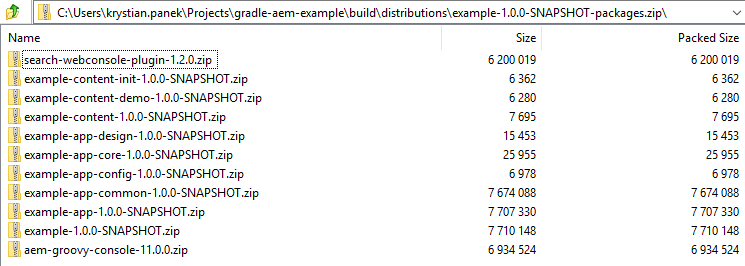 C:\Users\krystian.panek\Projects\gradle-aem-example\build\distributions\example-1.0.0-SNAPSHOT-packages.zip\
Name Size Packed Size
search-webconsole-plugin-1.2.0.zip 6 200 019 6 200 019
example-content-init-1.0.0-SNAPSHOT.zip 6 362 6 362
example-content-demo-1.0.0-SNAPSHOT.zip 6 280 6 280
example-content-1.0.0-SNAPSHOT.zip 7 695 7 695
example-app-design-1.0.0-SNAPSHOT.zip 15 453 15 453
example-app-core-1.0.0-SNAPSHOT.zip 25 955 25 955
example-app-config-1.0.0-SNAPSHOT.zip 6 978 6 978
example-app-common-1.0.0-SNAPSHOT.zip 7 674 088 7 674 088
example-app-1.0.0-SNAPSHOT.zip 7 707 330 7 707 330
example-1.0.0-SNAPSHOT.zip 7 710 148 7 710 148
aem-groovy-console-11.0.0.zip 6 934 524 6 934 524